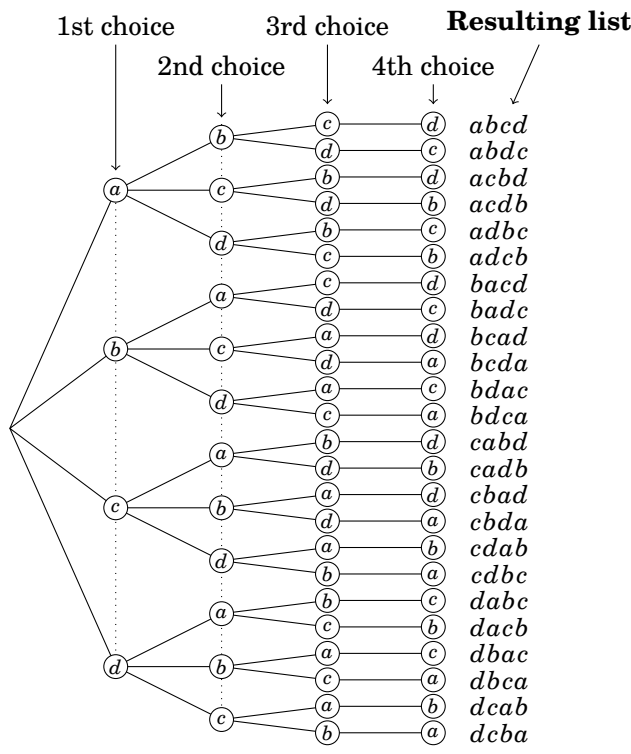 1st choice 3rd choice Resulting list
2nd choice 4th choice
c d abcd
b
d c abdc
b d acbd
a c
d b acdb
b c adbc
d
c b adcb
c d bacd
a
d c badc
a d bcad
b c
d a bcda
a c bdac
d
c a bdca
b d cabd
a
d b cadb
a d cbad
c b
d a cbda
a b cdab
d
b a cdbc
b c dabc
a
c b dacb
a c dbac
d b
c a dbca
a b dcab
c
b a dcba